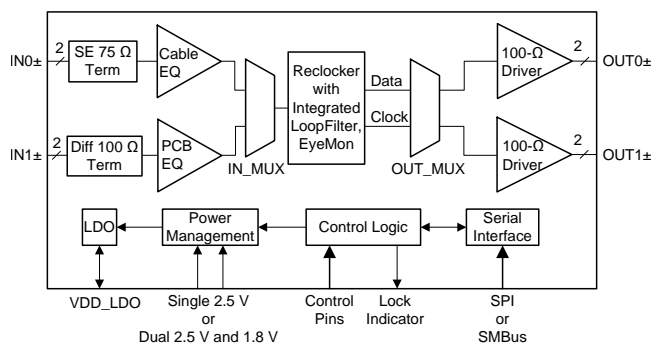 IN0±
2
SE 75 Ω
Term
Cable
EQ
Reclocker
with
Integrated
LoopFilter,
EyeMon
Data
Clock
100-Ω
Driver
2
OUT0±
IN1±
2
Diff 100 Ω
Term
PCB
EQ
IN_MUX
OUT_MUX
100-Ω
Driver
2
OUT1±
LDO
Power
Management
Control Logic
Serial
Interface
VDD_LDO
Single 2.5 V
or
Dual 2.5 V and 1.8 V
Control
Pins
Lock
Indicator
SPI
or
SMBus